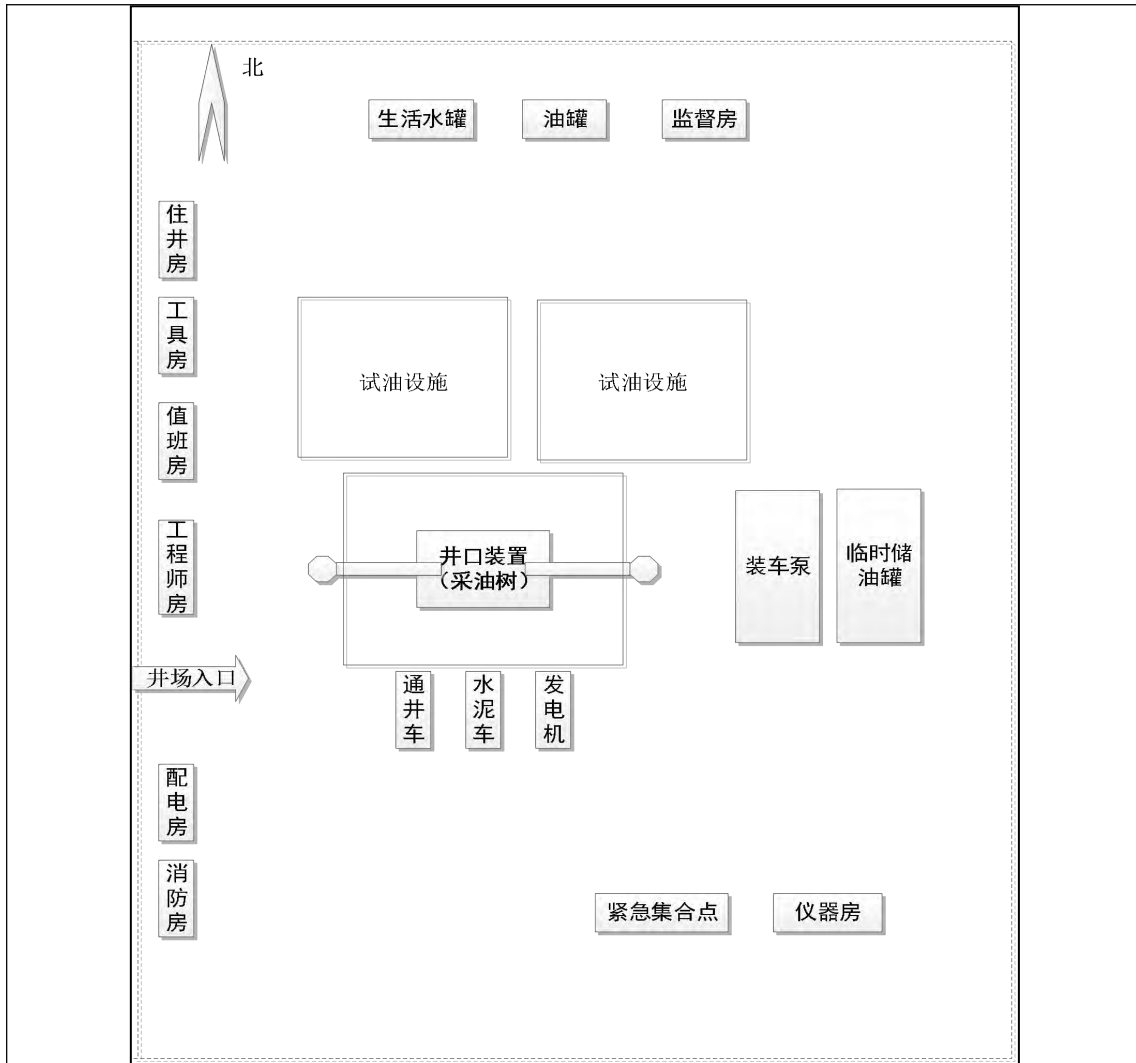 北
生活水罐
油罐
监督房
住井房
工具房
试油设施
试油设施
值班房
工程师房
井口装置
（采油树）
装车泵
临时储
油罐
井场入口
通井车
水泥车
发电机
配电房
消防房
紧急集合点
仪器房